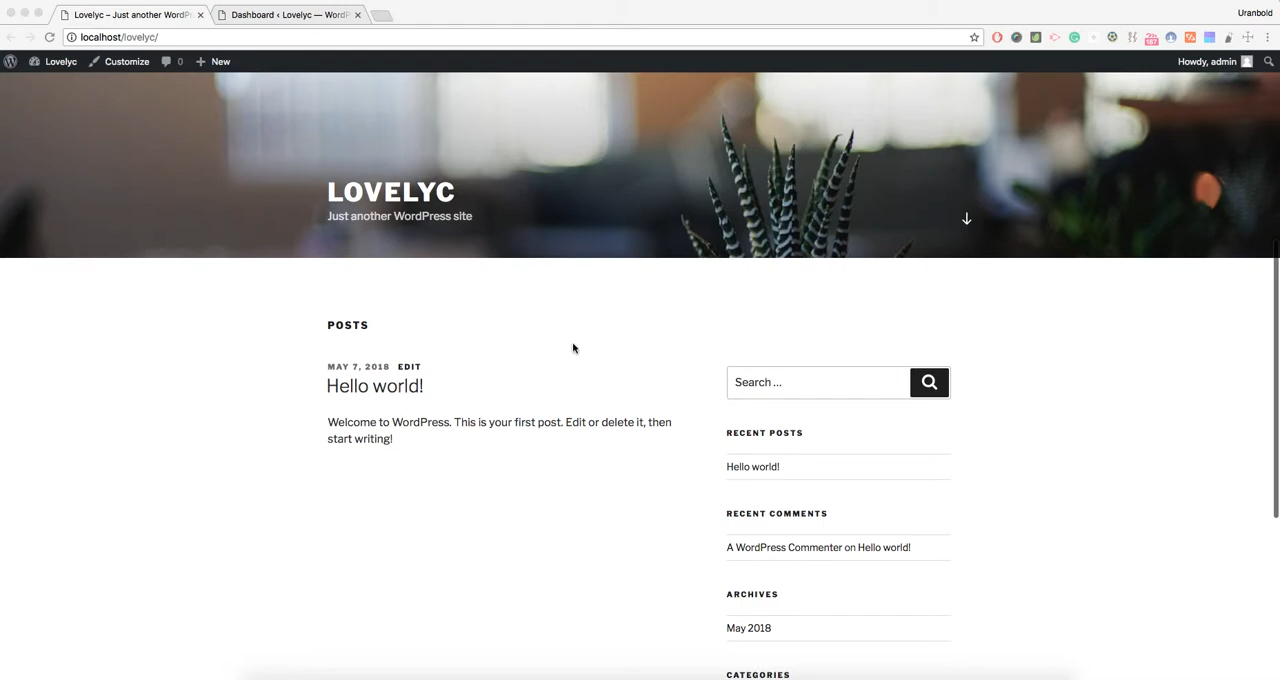 Lovelyc – Just another WordPr
Dashboard ‹ Lovelyc — WordP
Uranbold
localhost/lovelyc/
Lovelyc
Customize
0
New
Howdy, admin
LOVELYC
Just another WordPress site
POSTS
MAY 7, 2018 EDIT
Hello world!
Welcome to WordPress. This is your first post. Edit or delete it, then
start writing!
Search ...
RECENT POSTS
Hello world!
RECENT COMMENTS
A WordPress Commenter on Hello world!
ARCHIVES
May 2018
CATEGORIES